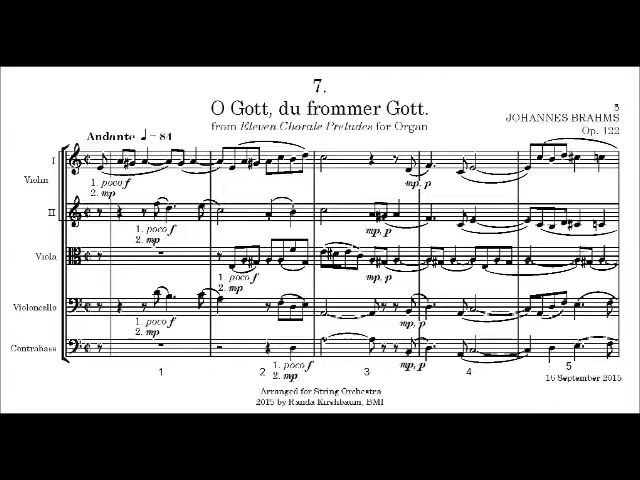 7.
5
O Gott, du frommer Gott.
from Eleven Chorale Preludes for Organ
JOHANNES BRAHMS
Op. 122
Andante ♩ = 84
I
Violin
1. poco f
2. mp
mp, p
II
1. poco f
2. mp
mp, p
Viola
1. poco f
2. mp
mp, p
Violoncello
1. poco f
2. mp
mp, p
Contrabass
1. poco f
2. mp
mp, p
1 2 3 4 5
16 September 2015
Arranged for String Orchestra
2015 by Randa Kirshbaum, BMI